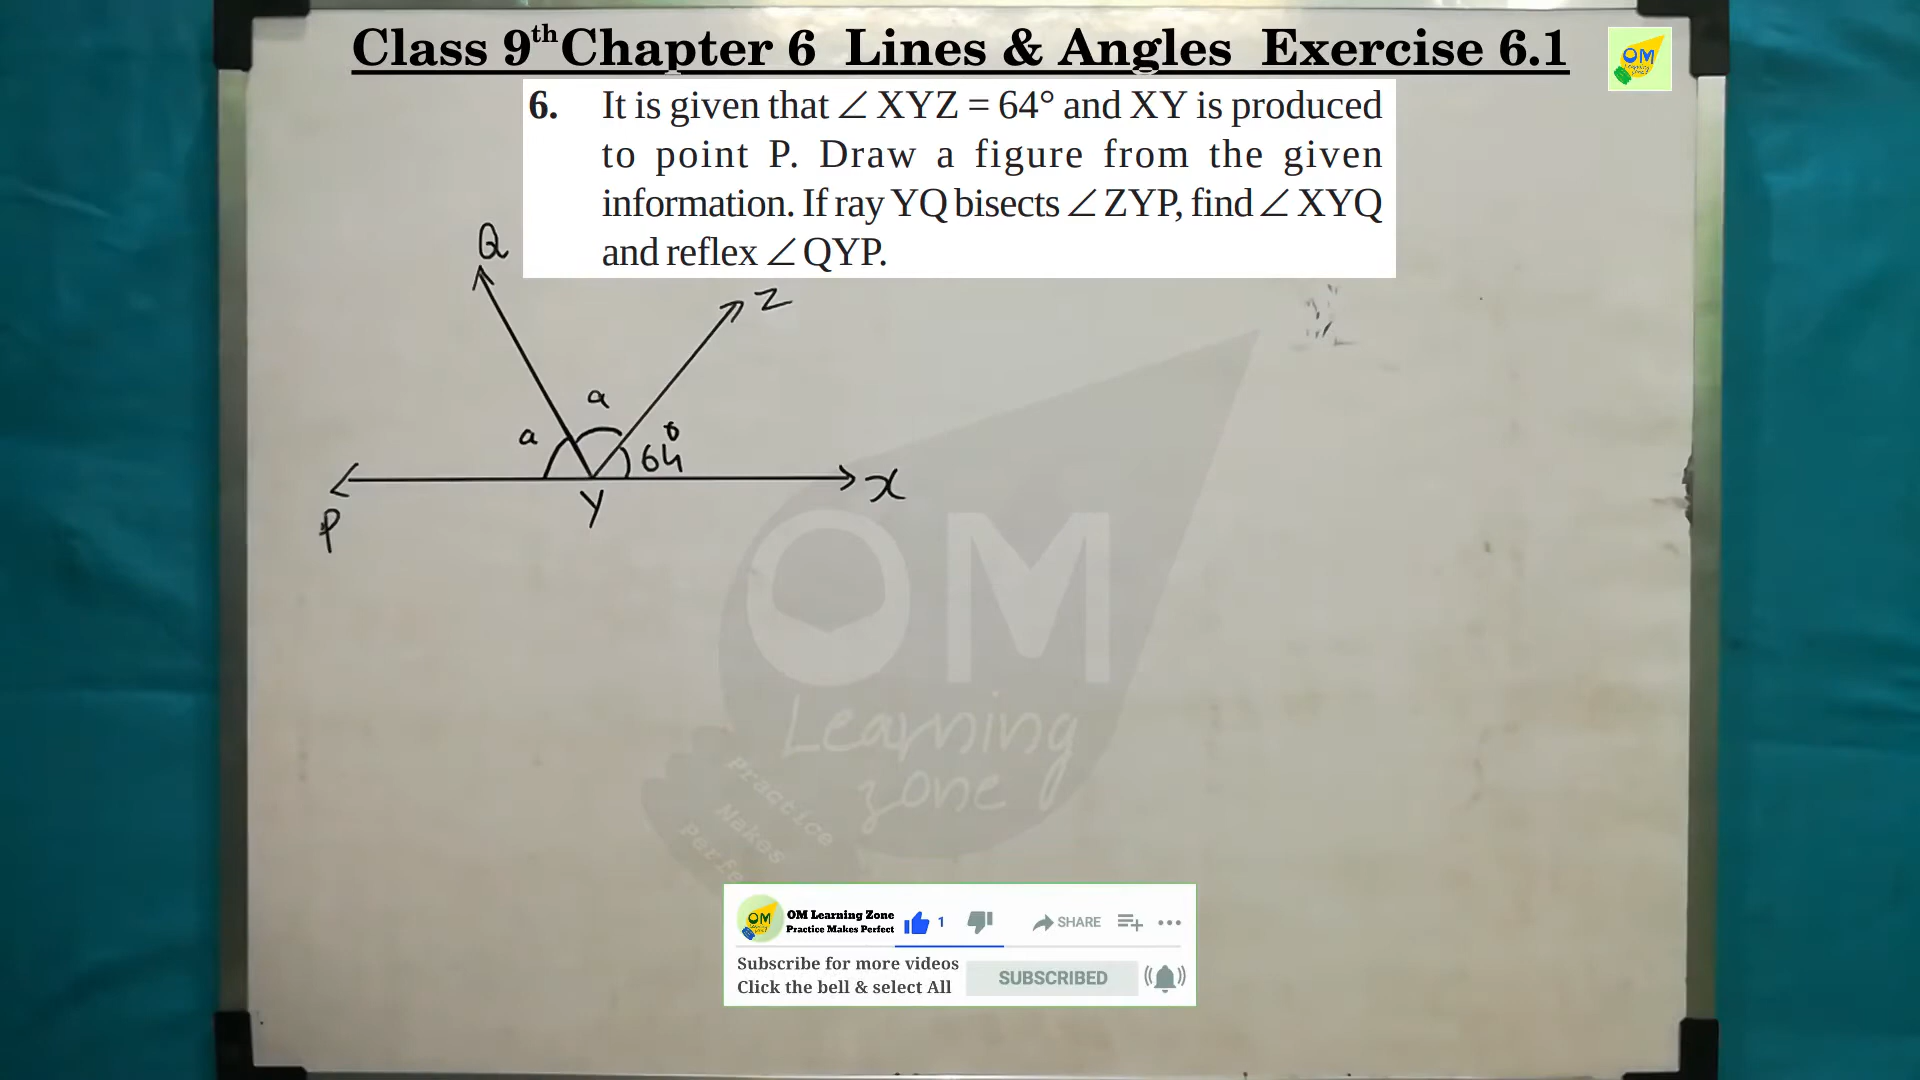 Class 9th Chapter 6 Lines & Angles Exercise 6.1
OM
6. It is given that ∠ XYZ = 64° and XY is produced
to point P. Draw a figure from the given
information. If ray YQ bisects ∠ ZYP, find ∠ XYQ
and reflex ∠ QYP.
Q
Z
a
a
64°
X
Y
P
OM
Learning
zone
Practice
Makes
OM
OM Learning Zone
Practice Makes Perfect
1
SHARE
Subscribe for more videos
Click the bell & select All
SUBSCRIBED